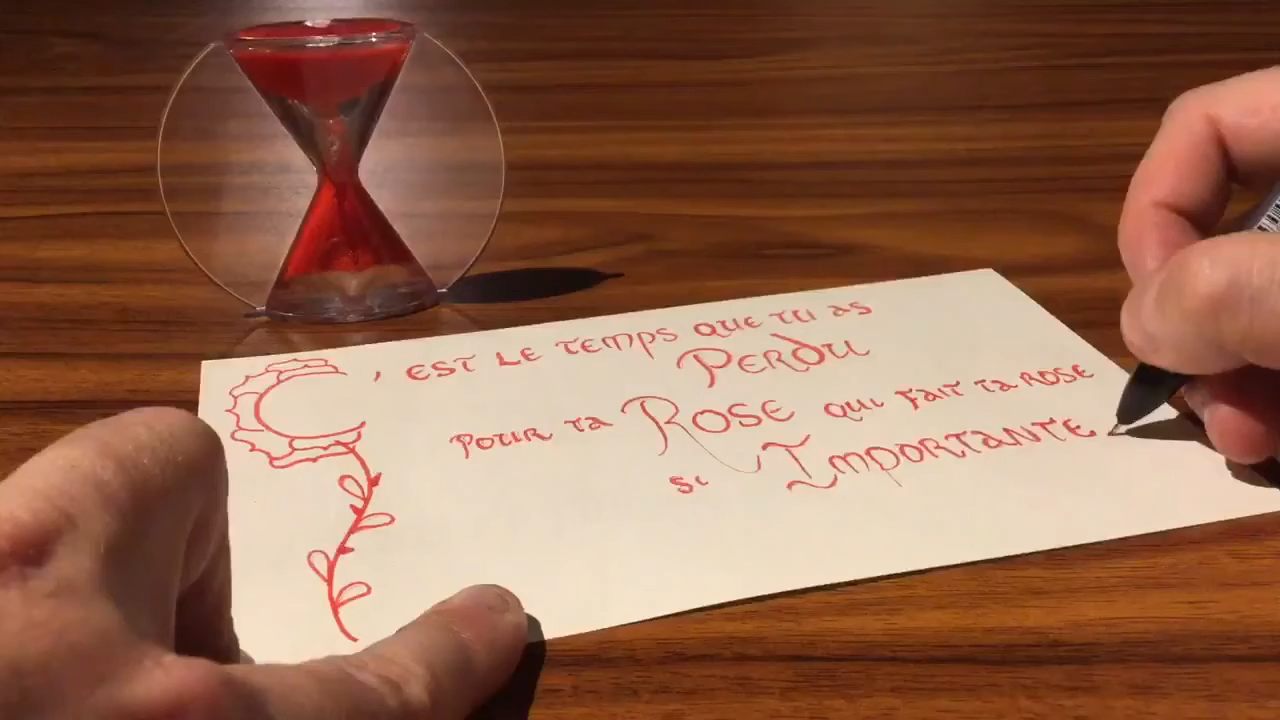 C'EST LE TEMPS QUE TU AS
PERDU
POUR TA ROSE QUI FAIT TA ROSE
SI IMPORTANTE